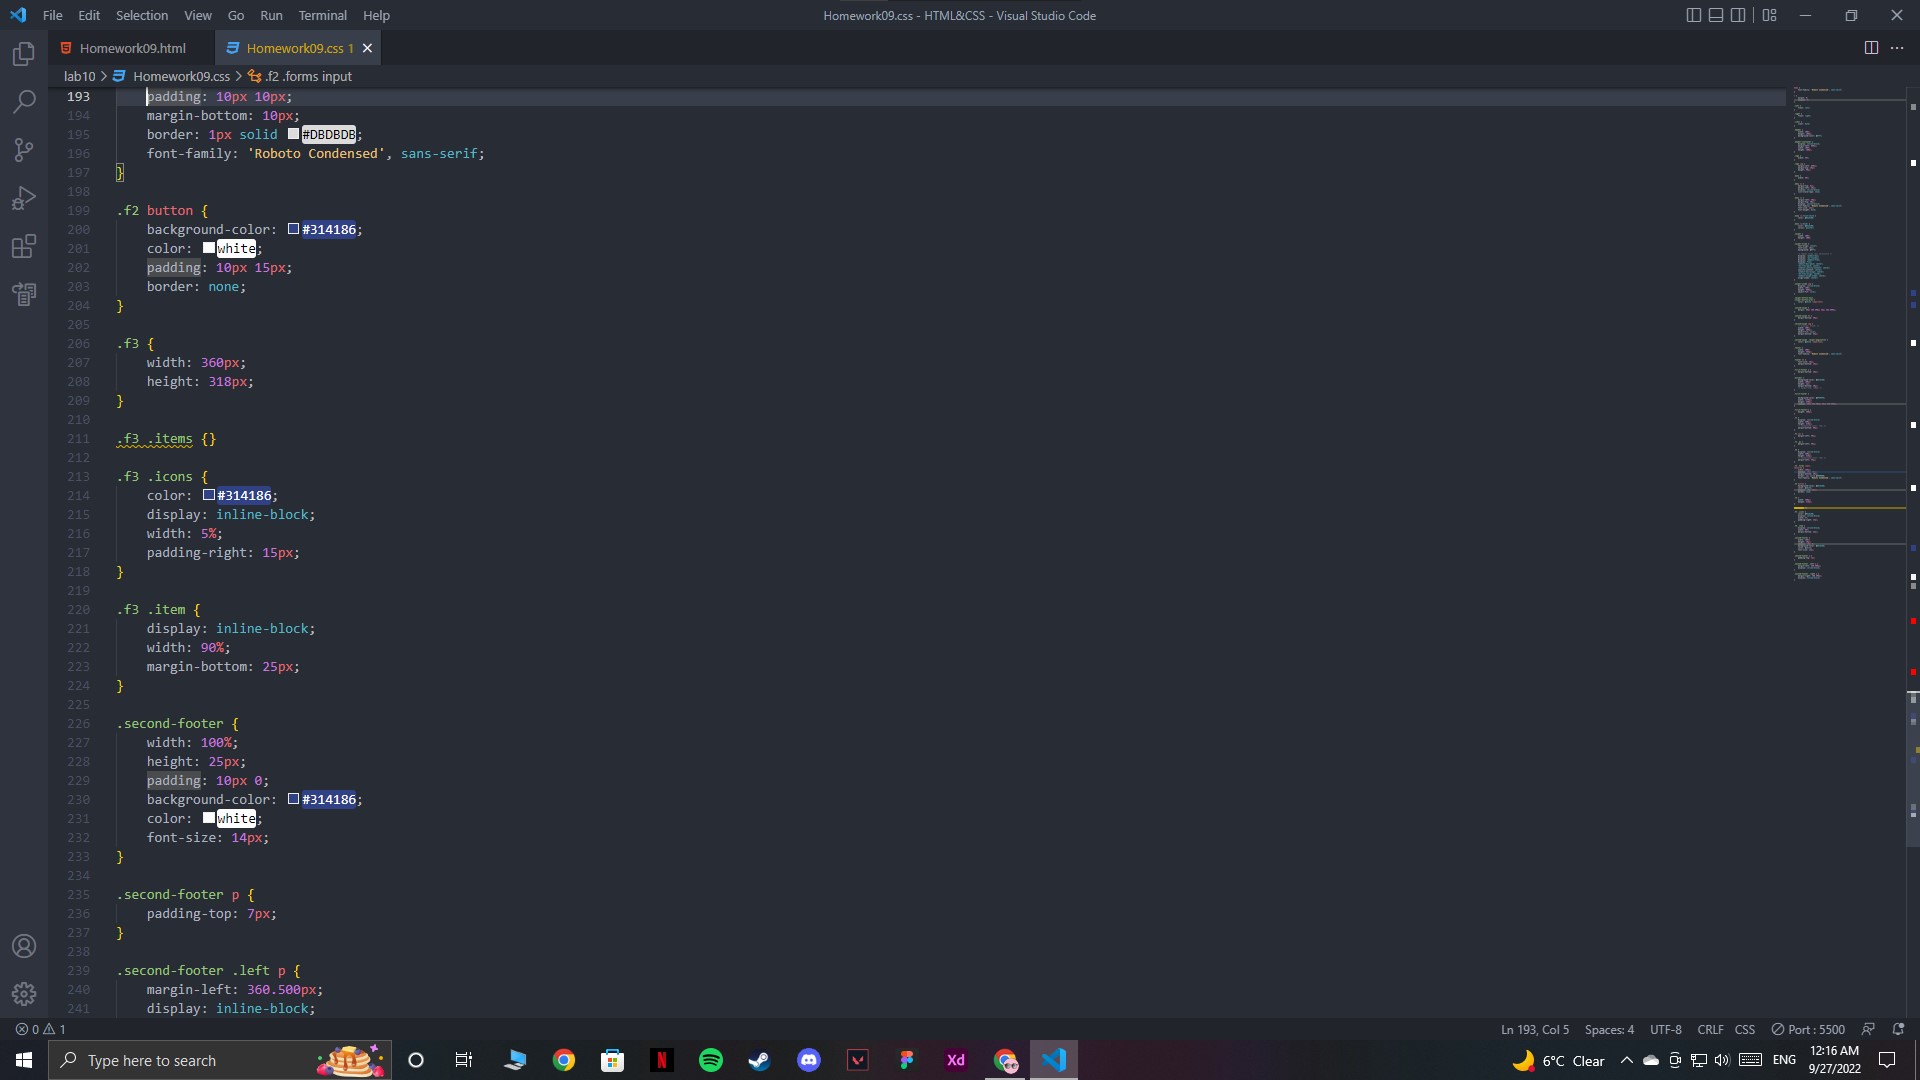 File Edit Selection View Go Run Terminal Help
Homework09.css - HTML&CSS - Visual Studio Code
Homework09.html
Homework09.css 1
lab10 > Homework09.css > .f2 .forms input
193 padding: 10px 10px;
194 margin-bottom: 10px;
195 border: 1px solid #DBDBDB;
196 font-family: 'Roboto Condensed', sans-serif;
197 }
198
199 .f2 button {
200 background-color: #314186;
201 color: white;
202 padding: 10px 15px;
203 border: none;
204 }
205
206 .f3 {
207 width: 360px;
208 height: 318px;
209 }
210
211 .f3 .items {}
212
213 .f3 .icons {
214 color: #314186;
215 display: inline-block;
216 width: 5%;
217 padding-right: 15px;
218 }
219
220 .f3 .item {
221 display: inline-block;
222 width: 90%;
223 margin-bottom: 25px;
224 }
225
226 .second-footer {
227 width: 100%;
228 height: 25px;
229 padding: 10px 0;
230 background-color: #314186;
231 color: white;
232 font-size: 14px;
233 }
234
235 .second-footer p {
236 padding-top: 7px;
237 }
238
239 .second-footer .left p {
240 margin-left: 360.500px;
241 display: inline-block;
0 1
Ln 193, Col 5 Spaces: 4 UTF-8 CRLF CSS Port : 5500
Type here to search
Xd
6°C Clear
ENG
12:16 AM
9/27/2022